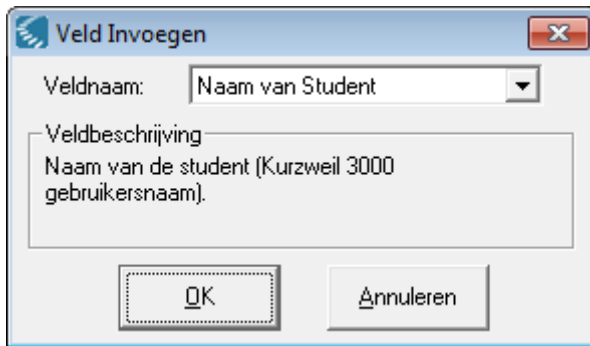 Veld Invoegen
Veldnaam: Naam van Student
Veldbeschrijving
Naam van de student (Kurzweil 3000
gebruikersnaam).
OK Annuleren